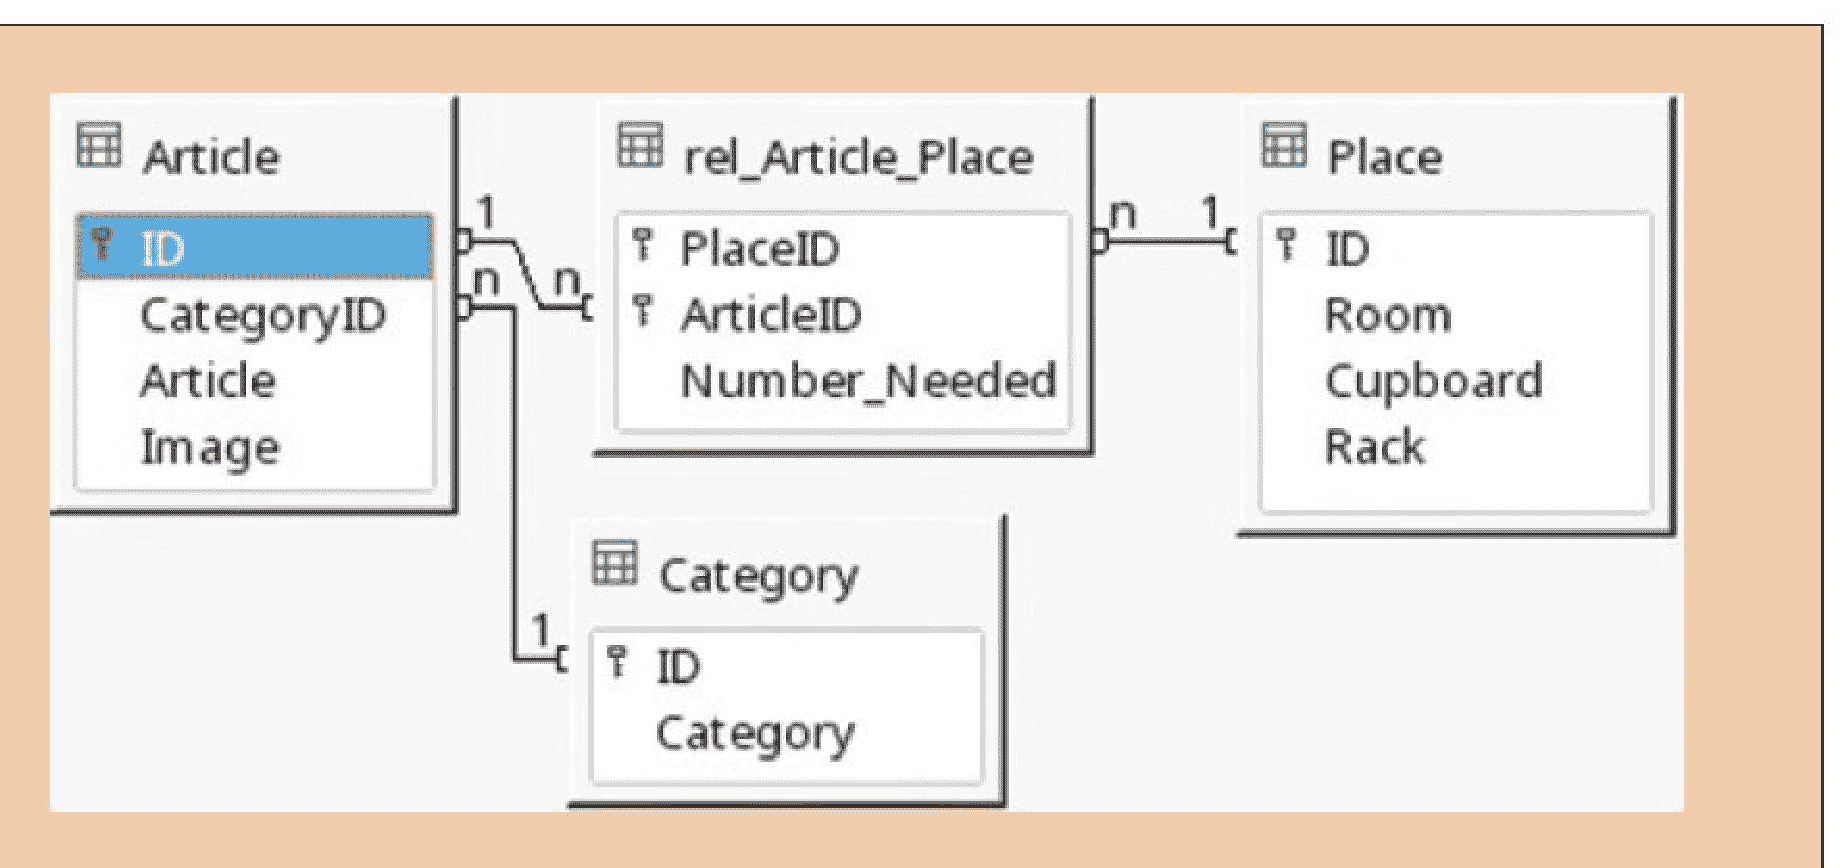 Article
ID
CategoryID
Article
Image
1
n
n
rel_Article_Place
PlaceID
ArticleID
Number_Needed
n
1
Place
ID
Room
Cupboard
Rack
1
Category
ID
Category